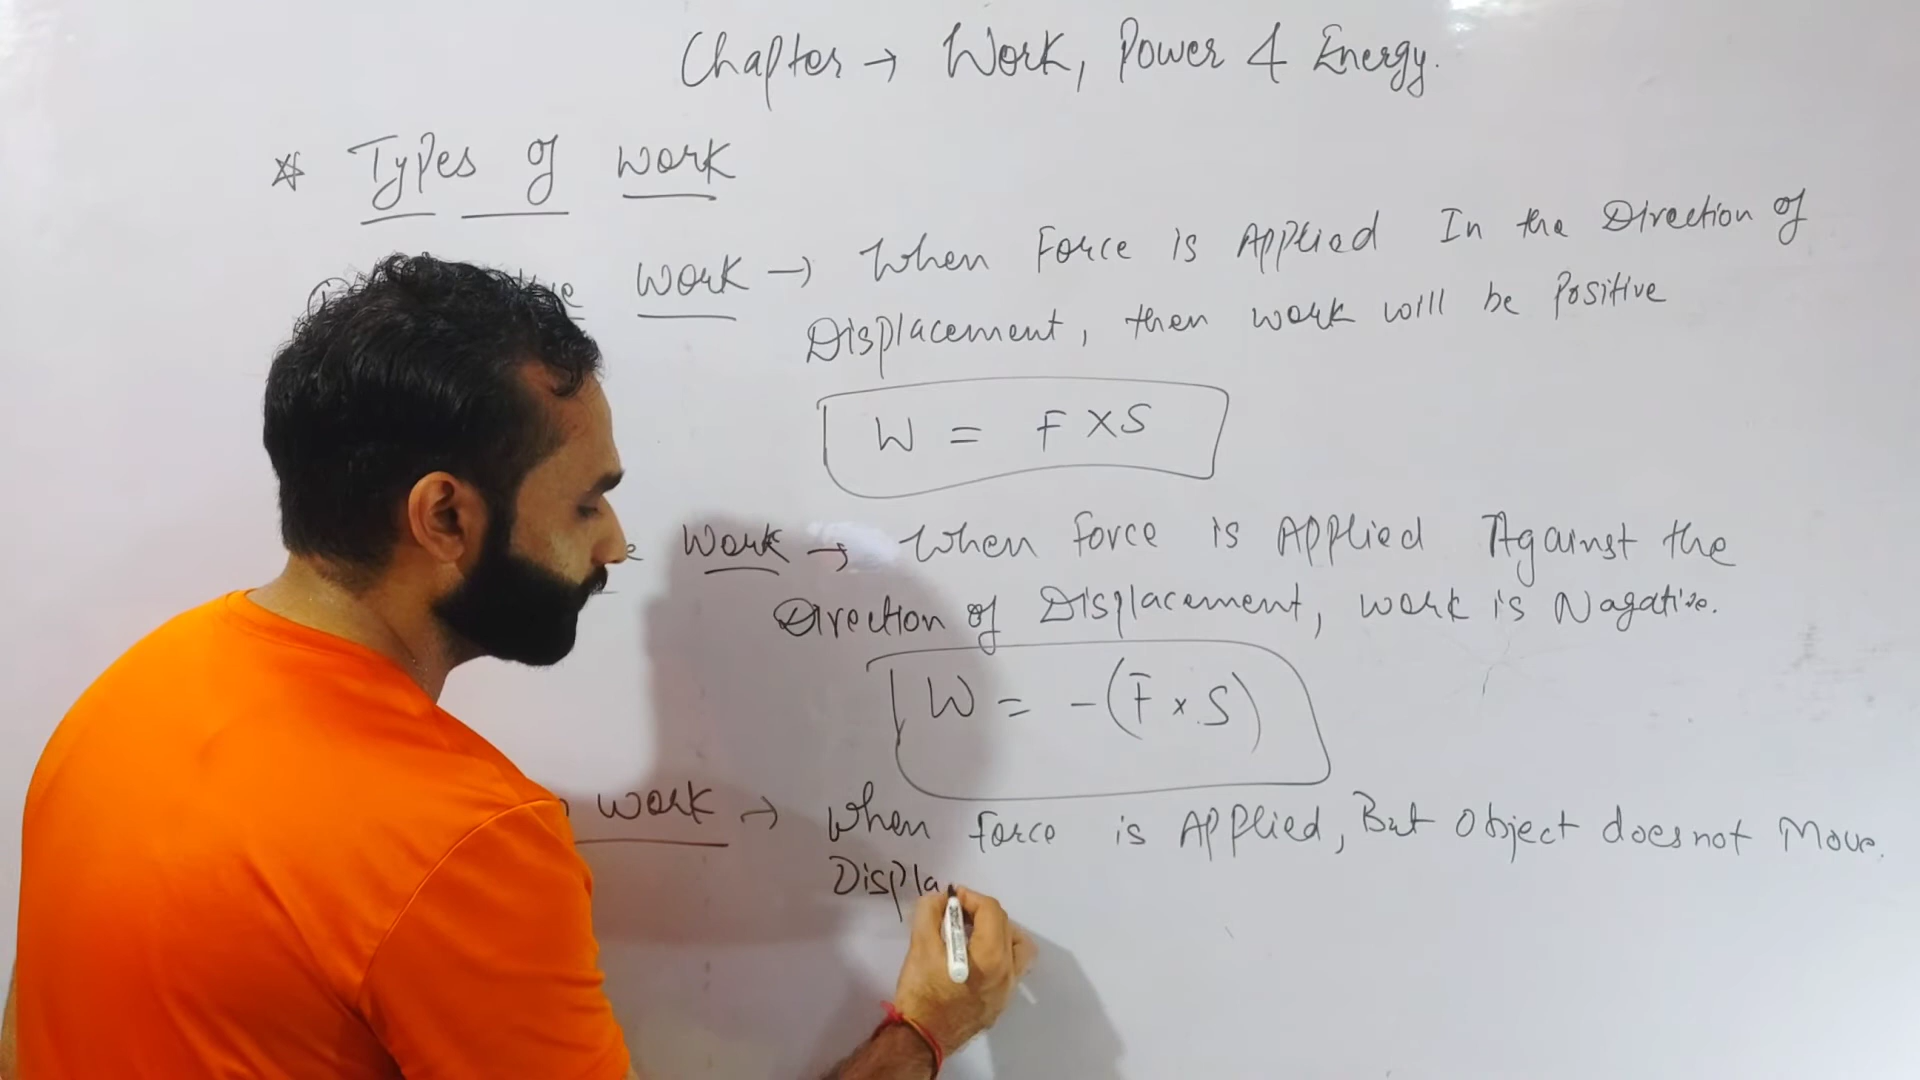 Chapter → Work, Power & Energy.
* Types of work
① work → When Force is Applied In the Direction of
Displacement, then work will be Positive
W = F × S
Work → When force is Applied Against the
Direction of Displacement, work is Nagative.
W = -(F × S)
work → When force is Applied, But Object does not Move.
Displa